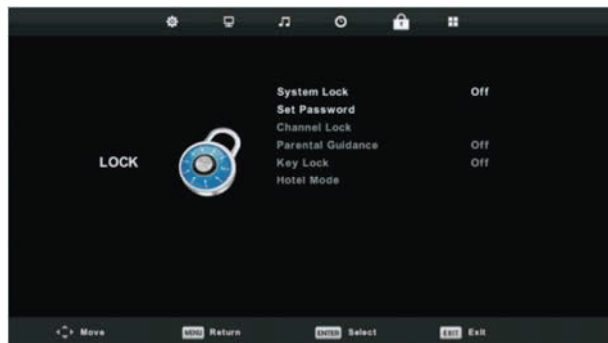 System Lock Off
Set Password
Channel Lock
Parental Guidance Off
Key Lock Off
Hotel Mode
LOCK
Move MENU Return ENTER Select EXIT Exit